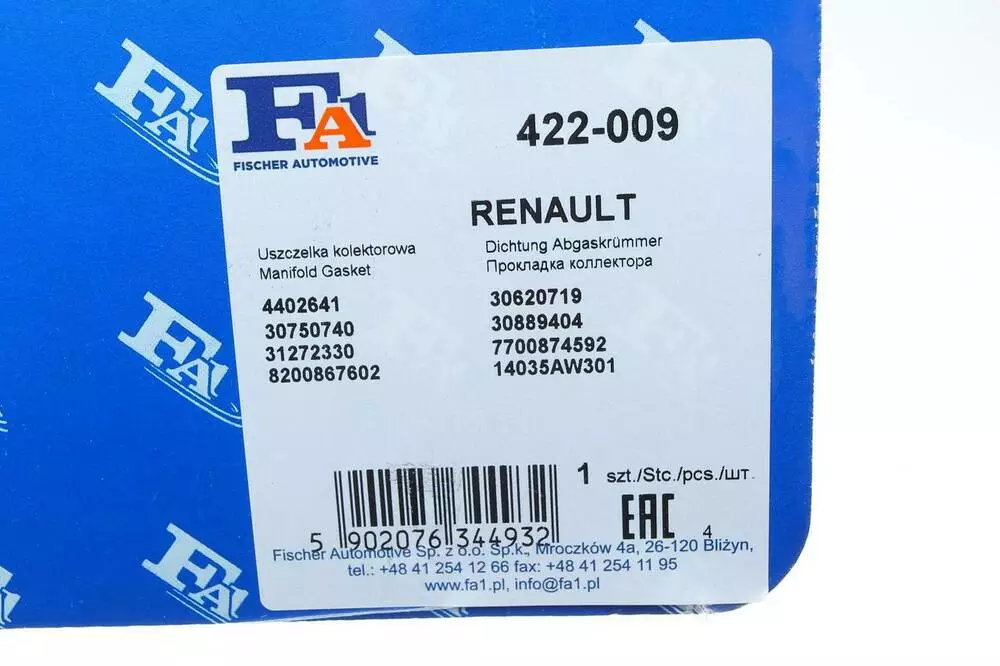 FA1
FISCHER AUTOMOTIVE
422-009
RENAULT
Uszczelka kolektorowa
Manifold Gasket
Dichtung Abgaskrümmer
Прокладка коллектора
4402641
30750740
31272330
8200867602
30620719
30889404
7700874592
14035AW301
1 szt./Stc./pcs./шт.
5 902076 344932
EAC 4
Fischer Automotive Sp. z o.o. Sp.k., Mroczków 4a, 26-120 Bliżyn,
tel.: +48 41 254 12 66 fax: +48 41 254 11 95
www.fa1.pl, info@fa1.pl
FA1
FA1
FA1